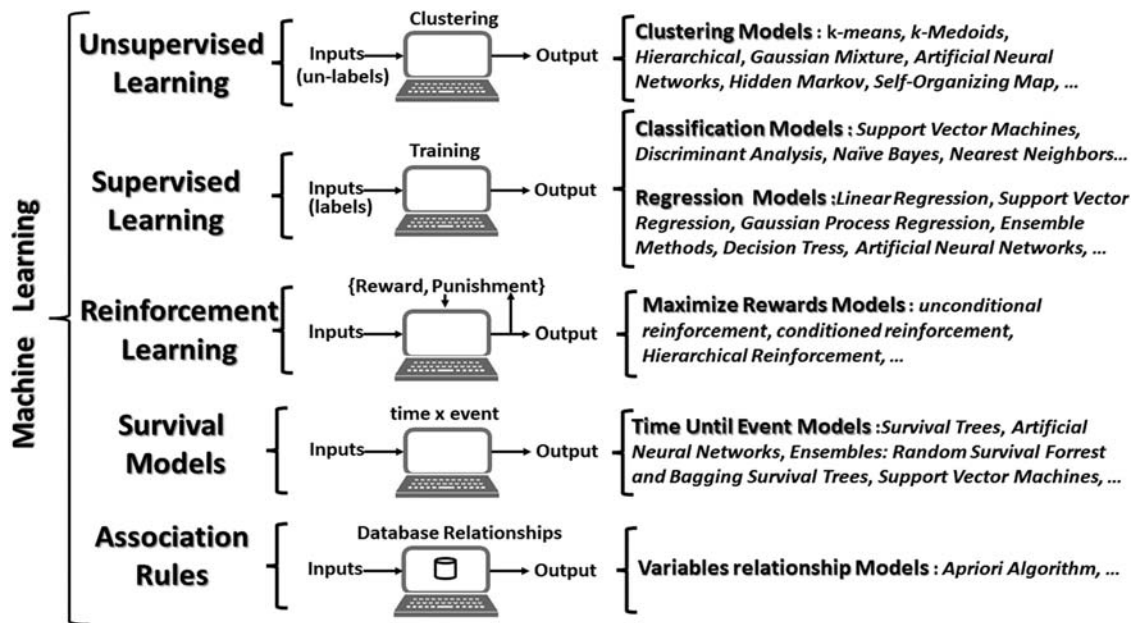 Machine Learning
Unsupervised
Learning
Inputs
(un-labels)
Clustering
Output
Clustering Models : k-means, k-Medoids,
Hierarchical, Gaussian Mixture, Artificial Neural
Networks, Hidden Markov, Self-Organizing Map, ...
Supervised
Learning
Inputs
(labels)
Training
Output
Classification Models : Support Vector Machines,
Discriminant Analysis, Naïve Bayes, Nearest Neighbors...
Regression Models :Linear Regression, Support Vector
Regression, Gaussian Process Regression, Ensemble
Methods, Decision Tress, Artificial Neural Networks, ...
Reinforcement
Learning
{Reward, Punishment}
Inputs
Output
Maximize Rewards Models : unconditional
reinforcement, conditioned reinforcement,
Hierarchical Reinforcement, ...
Survival
Models
time x event
Inputs
Output
Time Until Event Models :Survival Trees, Artificial
Neural Networks, Ensembles: Random Survival Forrest
and Bagging Survival Trees, Support Vector Machines, ...
Association
Rules
Database Relationships
Inputs
Output
Variables relationship Models : Apriori Algorithm, ...